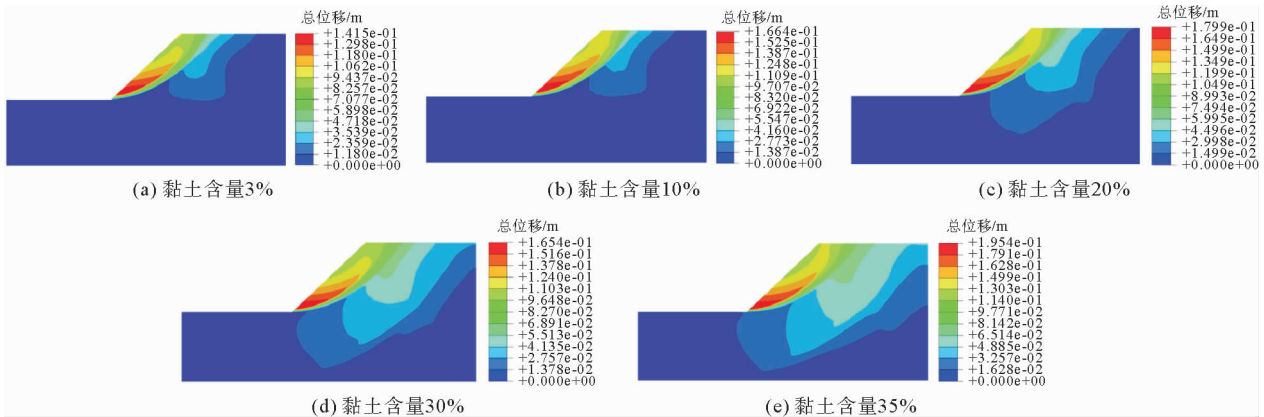 总位移/m
+1.415e-01
+1.298e-01
+1.180e-01
+1.062e-01
+9.437e-02
+8.257e-02
+7.077e-02
+5.898e-02
+4.718e-02
+3.539e-02
+2.359e-02
+1.180e-02
+0.000e+00
(a) 黏土含量3%
总位移/m
+1.664e-01
+1.525e-01
+1.387e-01
+1.248e-01
+1.109e-01
+9.707e-02
+8.320e-02
+6.922e-02
+5.547e-02
+4.160e-02
+2.773e-02
+1.387e-02
+0.000e+00
(b) 黏土含量10%
总位移/m
+1.799e-01
+1.649e-01
+1.499e-01
+1.349e-01
+1.199e-01
+1.049e-01
+8.993e-02
+7.494e-02
+5.995e-02
+4.496e-02
+2.998e-02
+1.499e-02
+0.000e+00
(c) 黏土含量20%
总位移/m
+1.654e-01
+1.516e-01
+1.378e-01
+1.240e-01
+1.103e-01
+9.648e-02
+8.270e-02
+6.891e-02
+5.513e-02
+4.135e-02
+2.757e-02
+1.378e-02
+0.000e+00
(d) 黏土含量30%
总位移/m
+1.954e-01
+1.791e-01
+1.628e-01
+1.499e-01
+1.303e-01
+1.140e-01
+9.771e-02
+8.142e-02
+6.514e-02
+4.885e-02
+3.257e-02
+1.628e-02
+0.000e+00
(e) 黏土含量35%